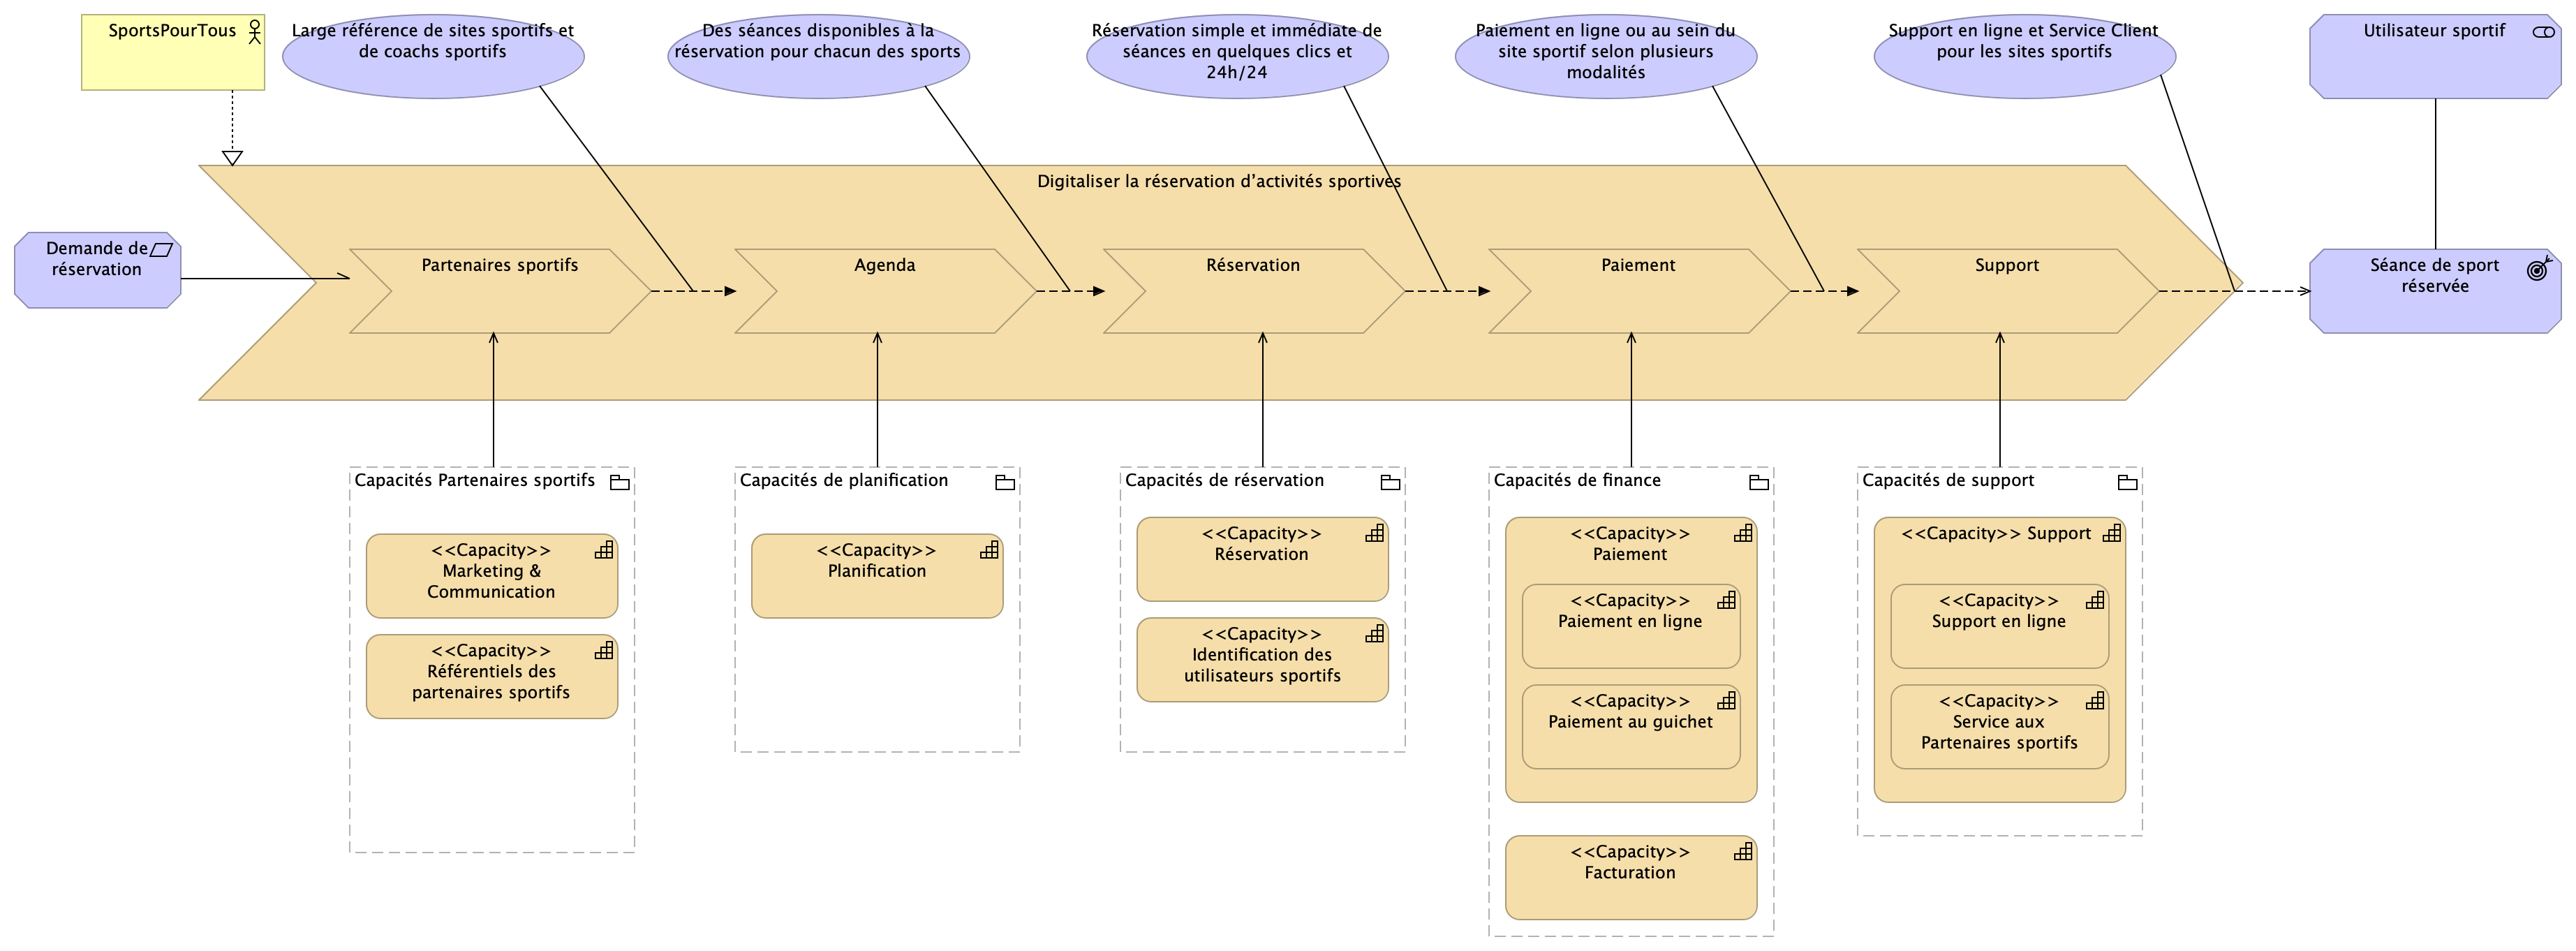 SportsPourTous
Large référence de sites sportifs et
de coachs sportifs
Des séances disponibles à la
réservation pour chacun des sports
Réservation simple et immédiate de
séances en quelques clics et
24h/24
Paiement en ligne ou au sein du
site sportif selon plusieurs
modalités
Support en ligne et Service Client
pour les sites sportifs
Utilisateur sportif
Digitaliser la réservation d’activités sportives
Demande de
réservation
Partenaires sportifs
Agenda
Réservation
Paiement
Support
Séance de sport
réservée
Capacités Partenaires sportifs
<<Capacity>>
Marketing &
Communication
<<Capacity>>
Référentiels des
partenaires sportifs
Capacités de planification
<<Capacity>>
Planification
Capacités de réservation
<<Capacity>>
Réservation
<<Capacity>>
Identification des
utilisateurs sportifs
Capacités de finance
<<Capacity>>
Paiement
<<Capacity>>
Paiement en ligne
<<Capacity>>
Paiement au guichet
<<Capacity>>
Facturation
Capacités de support
<<Capacity>> Support
<<Capacity>>
Support en ligne
<<Capacity>>
Service aux
Partenaires sportifs